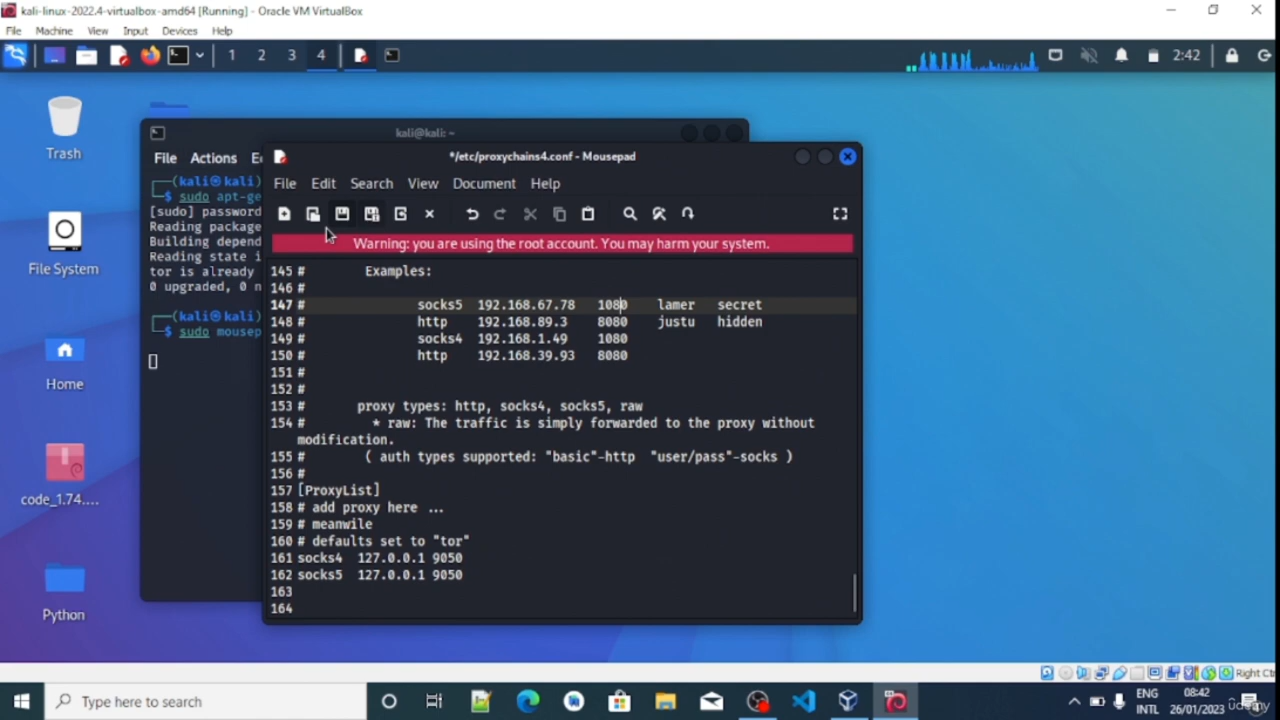 kali-linux-2022.4-virtualbox-amd64 [Running] - Oracle VM VirtualBox
File Machine View Input Devices Help
1 2 3 4 2:42
Trash
File System
Home
code_1.74....
Python
kali@kali: ~
File Actions E
(kali㉿kali)
$ sudo apt-ge
[sudo] password
Reading package
Building depend
Reading state i
tor is already
0 upgraded, 0 n
(kali㉿kali)
$ sudo mousep
*/etc/proxychains4.conf - Mousepad
File Edit Search View Document Help
Warning: you are using the root account. You may harm your system.
145 # Examples:
146 #
147 # socks5 192.168.67.78 1080 lamer secret
148 # http 192.168.89.3 8080 justu hidden
149 # socks4 192.168.1.49 1080
150 # http 192.168.39.93 8080
151 #
152 #
153 # proxy types: http, socks4, socks5, raw
154 # * raw: The traffic is simply forwarded to the proxy without
modification.
155 # ( auth types supported: "basic"-http "user/pass"-socks )
156 #
157 [ProxyList]
158 # add proxy here ...
159 # meanwile
160 # defaults set to "tor"
161 socks4 127.0.0.1 9050
162 socks5 127.0.0.1 9050
163
164
Right Ct
Type here to search
ENG
INTL
08:42
26/01/2023
udemy